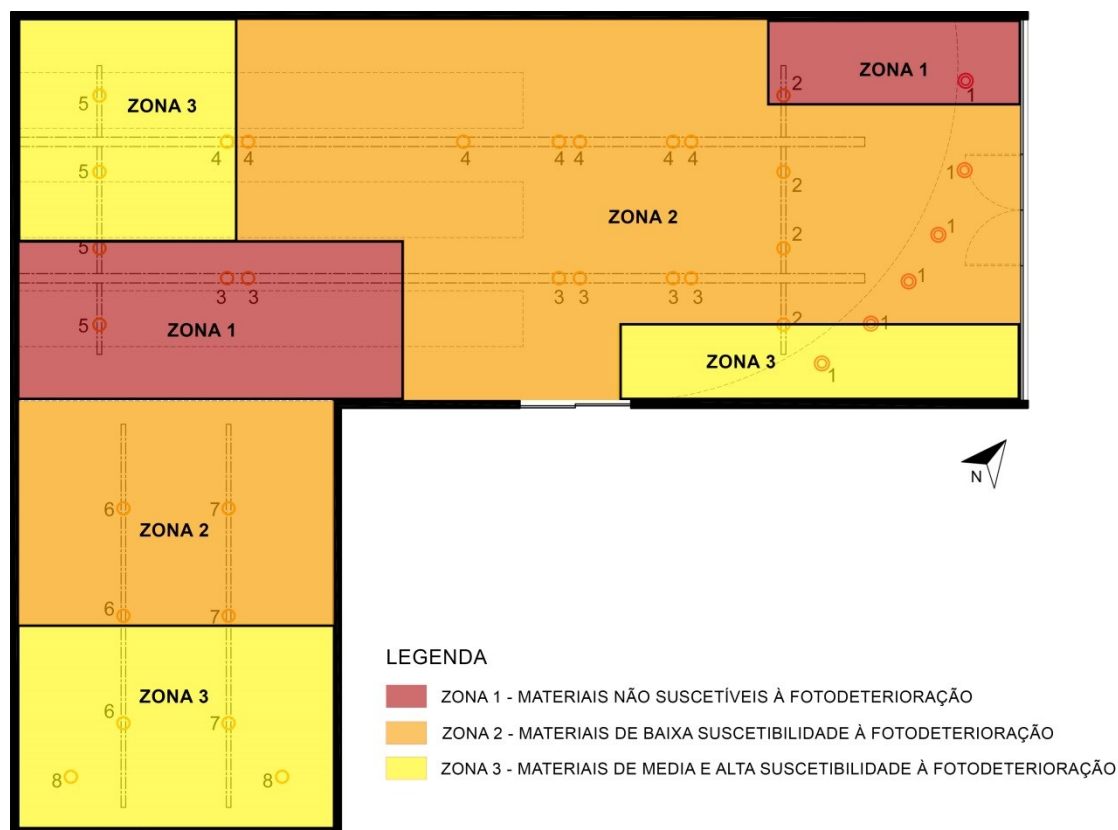 ZONA 1
1
2
5
ZONA 3
4 4 4 4 4 4 4
5
2
1
ZONA 2
2
1
5
3 3 3 3 3 3
1
5
ZONA 1
2
1
ZONA 3
1
N
6 7
ZONA 2
6 7
ZONA 3
6 7
8 8
LEGENDA
ZONA 1 - MATERIAIS NÃO SUSCETÍVEIS À FOTODETERIORAÇÃO
ZONA 2 - MATERIAIS DE BAIXA SUSCETIBILIDADE À FOTODETERIORAÇÃO
ZONA 3 - MATERIAIS DE MEDIA E ALTA SUSCETIBILIDADE À FOTODETERIORAÇÃO